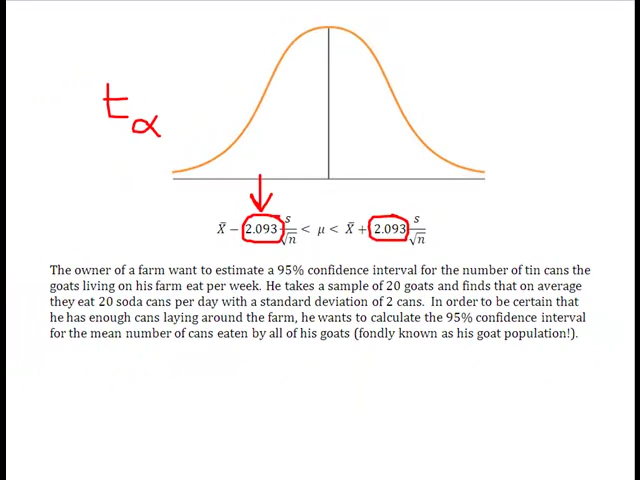 tα
X̄ − 2.093 s/√n < μ < X̄ + 2.093 s/√n
The owner of a farm want to estimate a 95% confidence interval for the number of tin cans the
goats living on his farm eat per week. He takes a sample of 20 goats and finds that on average
they eat 20 soda cans per day with a standard deviation of 2 cans. In order to be certain that
he has enough cans laying around the farm, he wants to calculate the 95% confidence interval
for the mean number of cans eaten by all of his goats (fondly known as his goat population!).